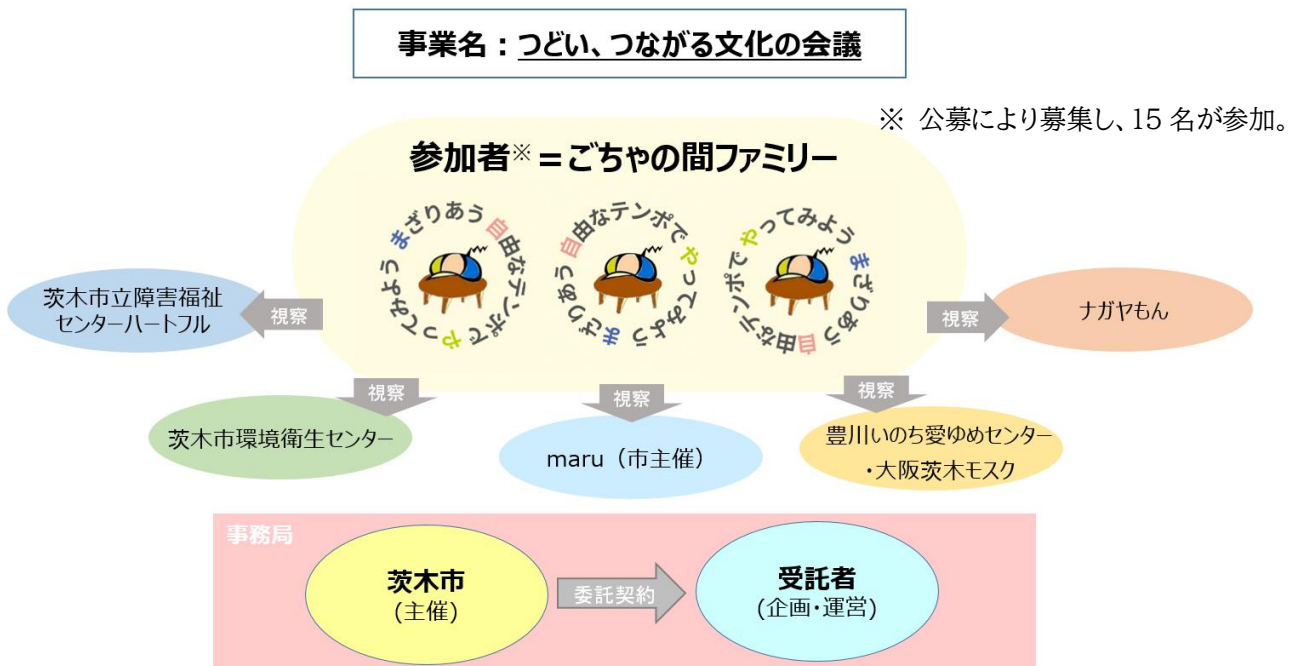 事業名：つどい、つながる文化の会議
※ 公募により募集し、15 名が参加。
参加者※＝ごちゃの間ファミリー
まざりあう 自由なテンポで やってみよう
自由なテンポで やってみよう まざりあう
やってみよう まざりあう 自由なテンポで
茨木市立障害福祉
センターハートフル
視察
視察
ナガヤもん
視察
視察
視察
茨木市環境衛生センター
maru（市主催）
豊川いのち愛ゆめセンター
・大阪茨木モスク
事務局
茨木市
(主催)
委託契約
受託者
(企画・運営)